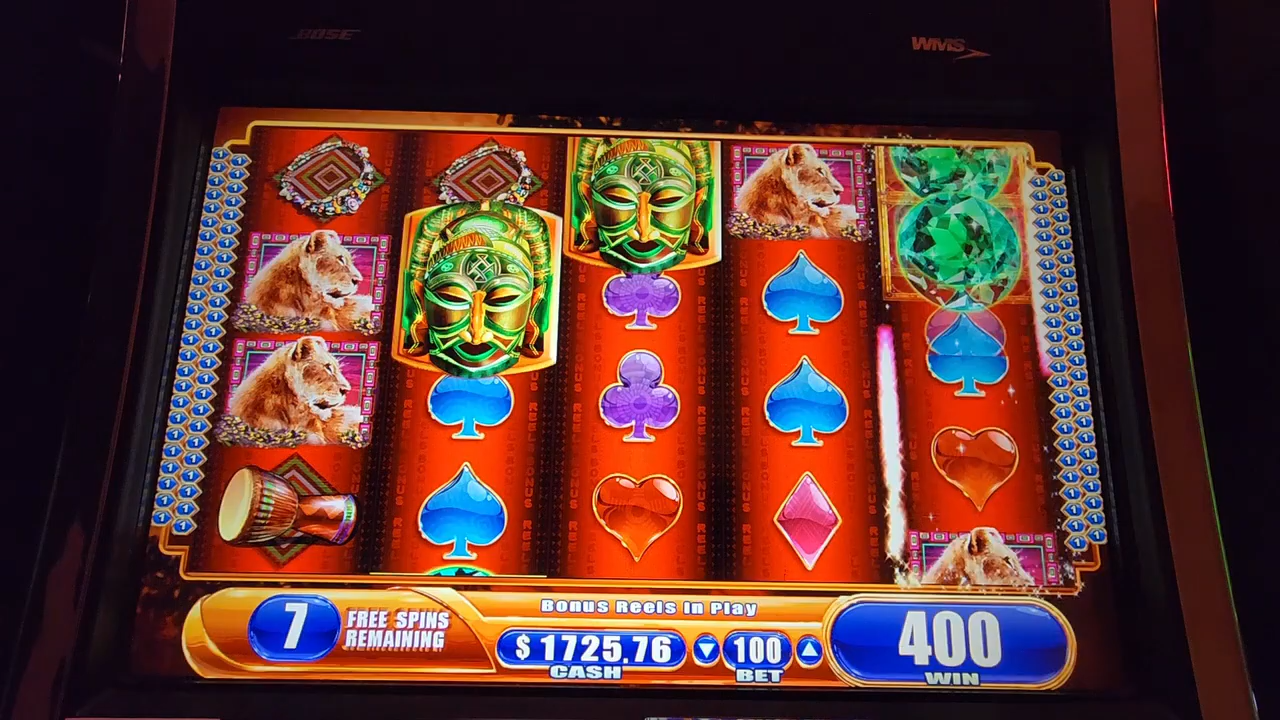 BOSE
WMS
7
FREE SPINS
REMAINING
Bonus Reels in Play
$ 1725.76
CASH
100
BET
400
WIN